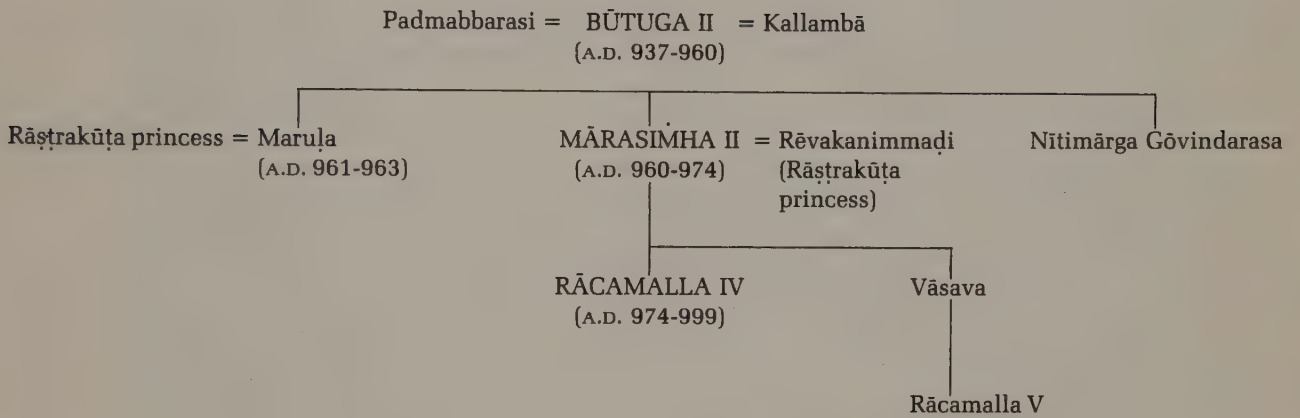 Padmabbarasi = BŪTUGA II = Kallambā
(A.D. 937-960)
Rāṣṭrakūṭa princess = Maruḷa MĀRASIṀHA II = Rēvakanimmaḍi Nītimārga Gōvindarasa
(A.D. 961-963) (A.D. 960-974) (Rāṣṭrakūṭa
princess)
RĀCAMALLA IV Vāsava
(A.D. 974-999)
Rācamalla V